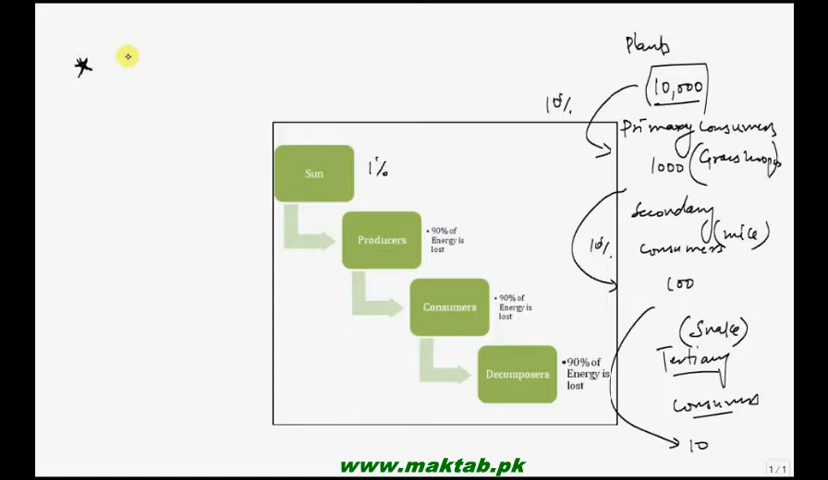 Sun
1%
Producers
• 90% of
Energy is
lost
Consumers
• 90% of
Energy is
lost
Decomposers
• 90% of
Energy is
lost
Plants
10,000
10%
Primary consumers
1000 (Grasshopper)
Secondary
(mice)
consumers
10%
100
(Snake)
Tertiary
consumers
10
www.maktab.pk
1 / 1